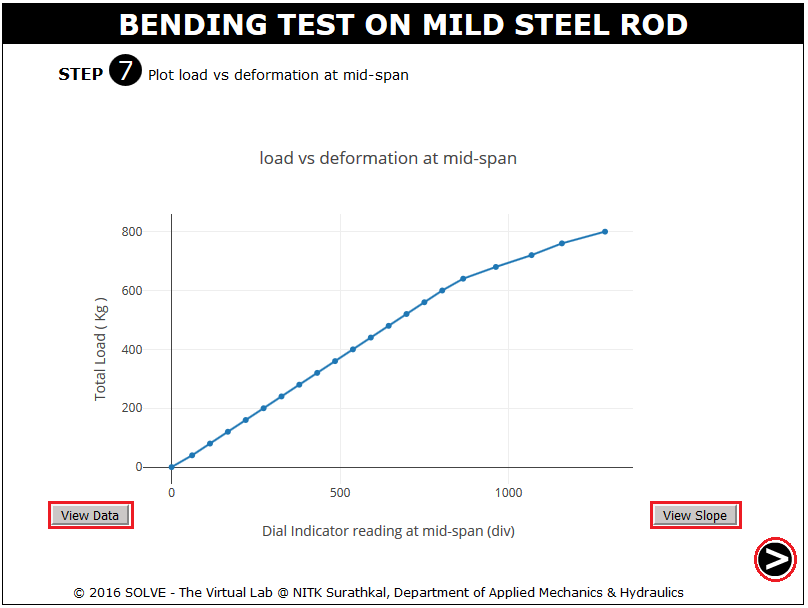 BENDING TEST ON MILD STEEL ROD
STEP 7 Plot load vs deformation at mid-span
load vs deformation at mid-span
800
600
400
200
0
Total Load ( Kg )
0 500 1000
View Data
View Slope
Dial Indicator reading at mid-span (div)
>
© 2016 SOLVE - The Virtual Lab @ NITK Surathkal, Department of Applied Mechanics & Hydraulics